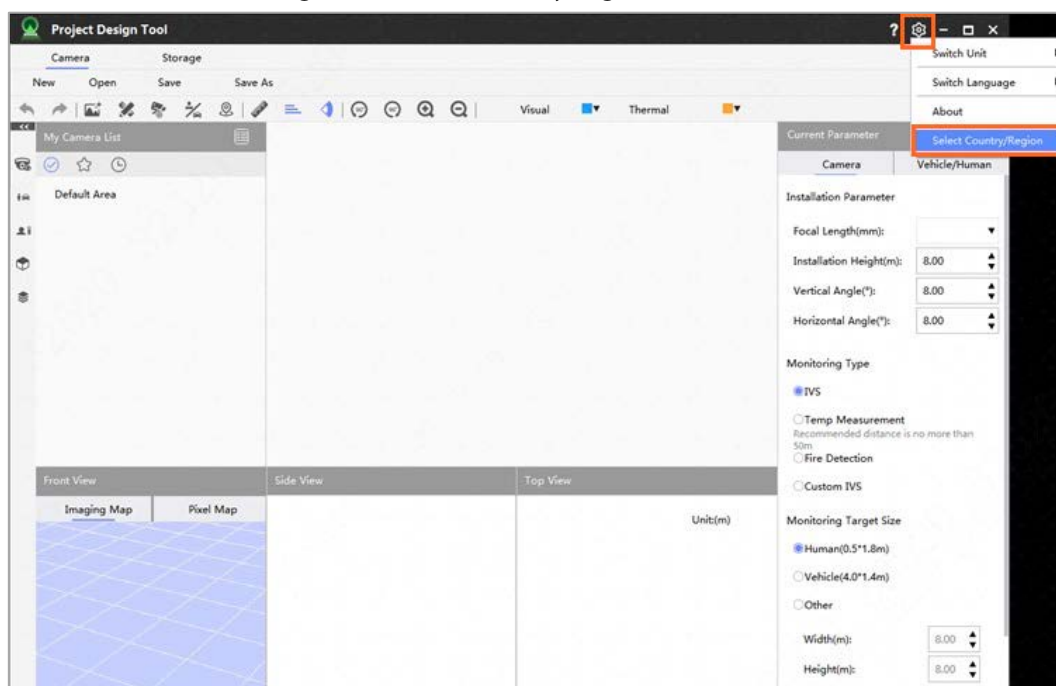 Project Design Tool
?
Camera Storage
Switch Unit
New Open Save Save As
Switch Language
Visual Thermal
About
My Camera List
Current Parameter
Select Country/Region
Camera Vehicle/Human
Default Area
Installation Parameter
Focal Length(mm):
Installation Height(m): 8.00
Vertical Angle(°): 8.00
Horizontal Angle(°): 8.00
Monitoring Type
IVS
Temp Measurement
Recommended distance is no more than
50m
Fire Detection
Custom IVS
Front View Side View Top View
Imaging Map Pixel Map
Unit:(m)
Monitoring Target Size
Human(0.5*1.8m)
Vehicle(4.0*1.4m)
Other
Width(m): 8.00
Height(m): 8.00